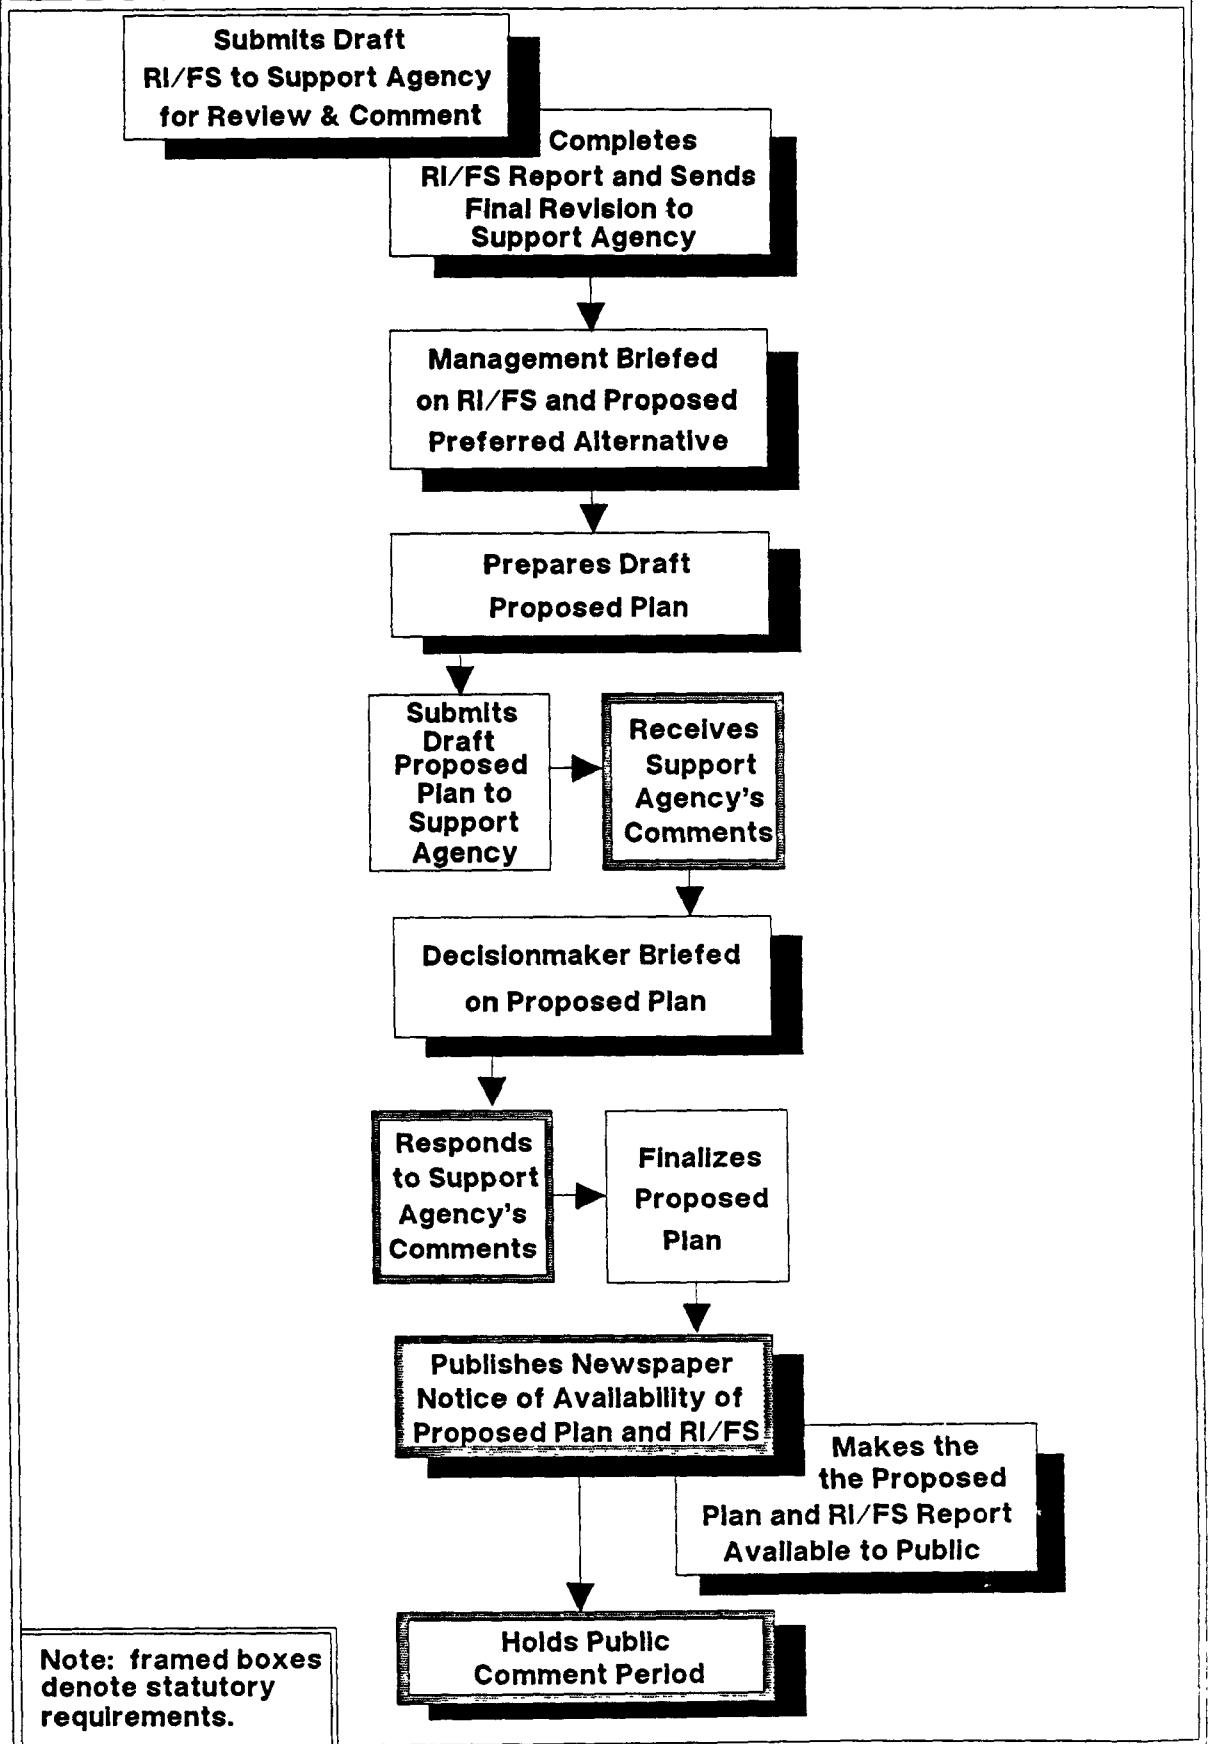 Submits Draft
RI/FS to Support Agency
for Review & Comment
Completes
RI/FS Report and Sends
Final Revision to
Support Agency
Management Briefed
on RI/FS and Proposed
Preferred Alternative
Prepares Draft
Proposed Plan
Submits
Draft
Proposed
Plan to
Support
Agency
Receives
Support
Agency's
Comments
Decisionmaker Briefed
on Proposed Plan
Responds
to Support
Agency's
Comments
Finalizes
Proposed
Plan
Publishes Newspaper
Notice of Availability of
Proposed Plan and RI/FS
Makes the
the Proposed
Plan and RI/FS Report
Available to Public
Holds Public
Comment Period
Note: framed boxes
denote statutory
requirements.